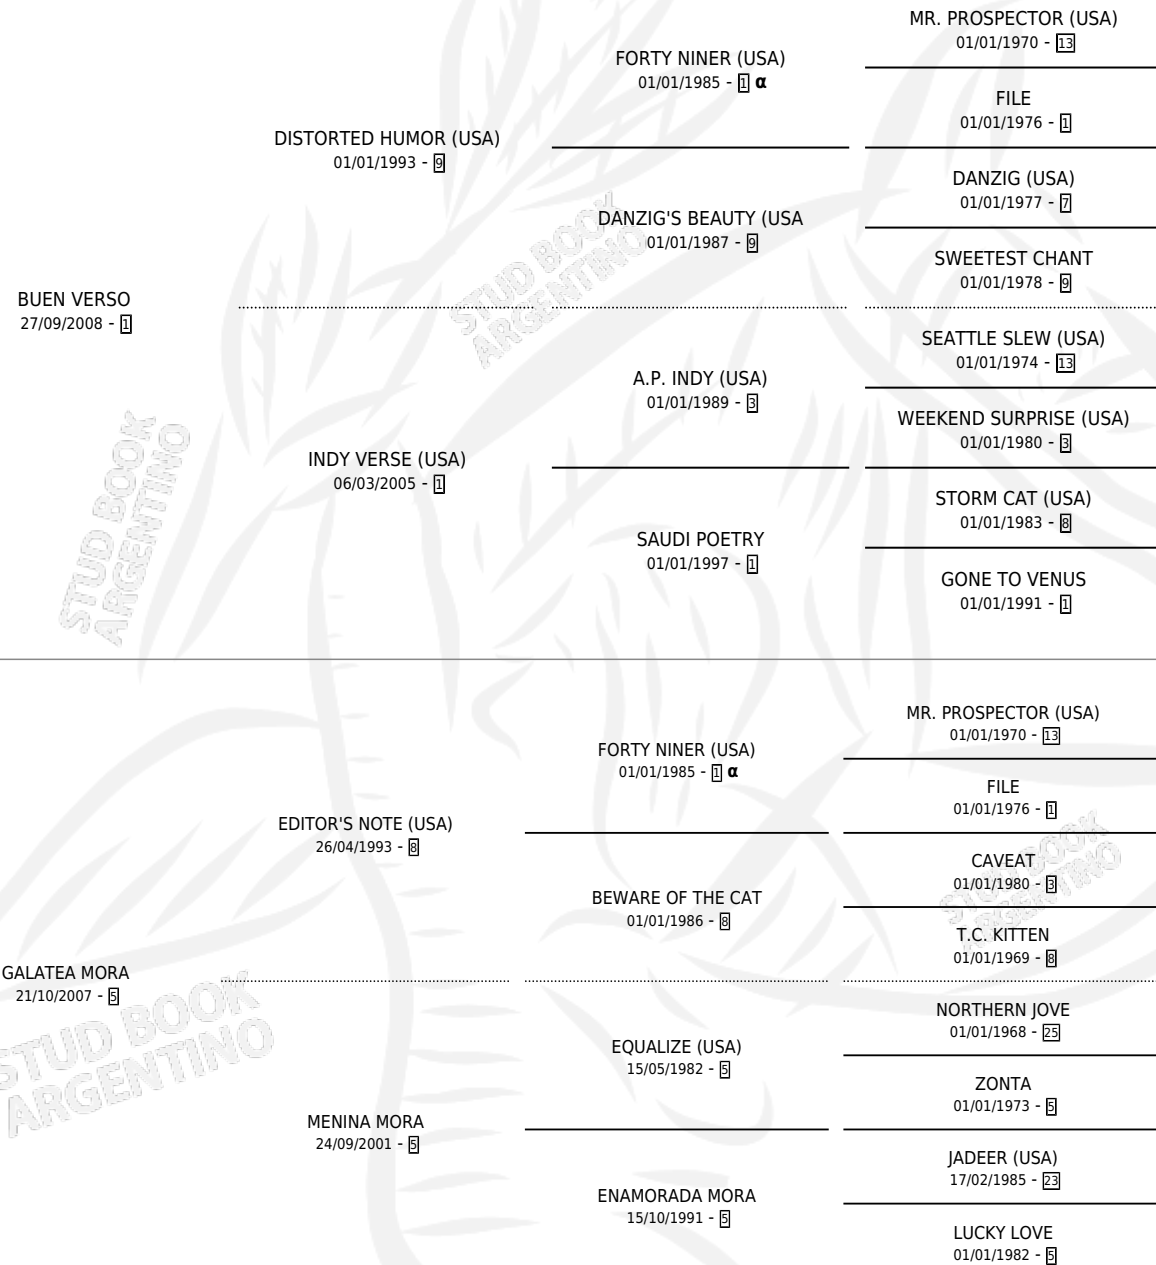 MR. PROSPECTOR (USA)
01/01/1970 - 13
FORTY NINER (USA)
01/01/1985 - 1 α
FILE
01/01/1976 - 1
DISTORTED HUMOR (USA)
01/01/1993 - 9
DANZIG (USA)
01/01/1977 - 7
DANZIG'S BEAUTY (USA
01/01/1987 - 9
SWEETEST CHANT
01/01/1978 - 9
BUEN VERSO
27/09/2008 - 1
SEATTLE SLEW (USA)
01/01/1974 - 13
A.P. INDY (USA)
01/01/1989 - 3
WEEKEND SURPRISE (USA)
01/01/1980 - 3
INDY VERSE (USA)
06/03/2005 - 1
STORM CAT (USA)
01/01/1983 - 8
SAUDI POETRY
01/01/1997 - 1
GONE TO VENUS
01/01/1991 - 1
STUD BOOK
ARGENTINO
STUD BOOK
ARGENTINO
MR. PROSPECTOR (USA)
01/01/1970 - 13
FORTY NINER (USA)
01/01/1985 - 1 α
FILE
01/01/1976 - 1
EDITOR'S NOTE (USA)
26/04/1993 - 8
CAVEAT
01/01/1980 - 3
BEWARE OF THE CAT
01/01/1986 - 8
T.C. KITTEN
01/01/1969 - 8
GALATEA MORA
21/10/2007 - 5
NORTHERN JOVE
01/01/1968 - 25
EQUALIZE (USA)
15/05/1982 - 5
ZONTA
01/01/1973 - 5
MENINA MORA
24/09/2001 - 5
JADEER (USA)
17/02/1985 - 23
ENAMORADA MORA
15/10/1991 - 5
LUCKY LOVE
01/01/1982 - 5
STUD BOOK
ARGENTINO
STUD BOOK
ARGENTINO